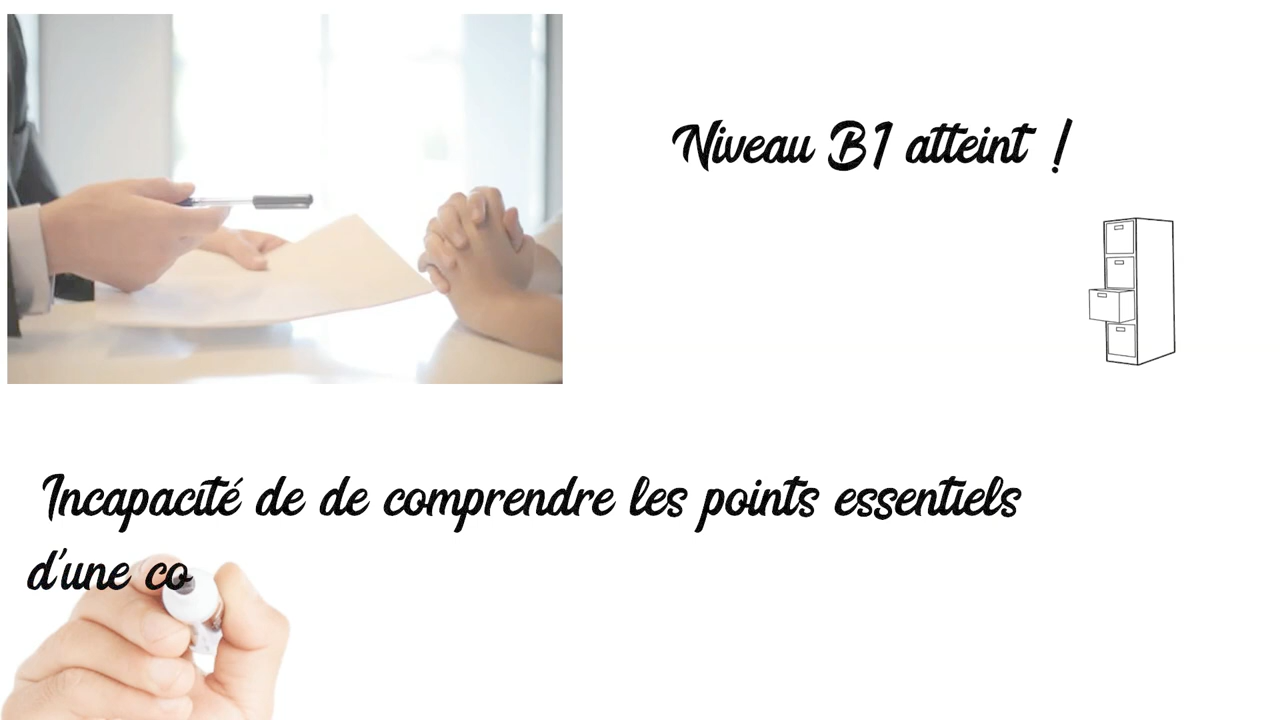 Niveau B1 atteint !
Incapacité de de comprendre les points essentiels
d'une co